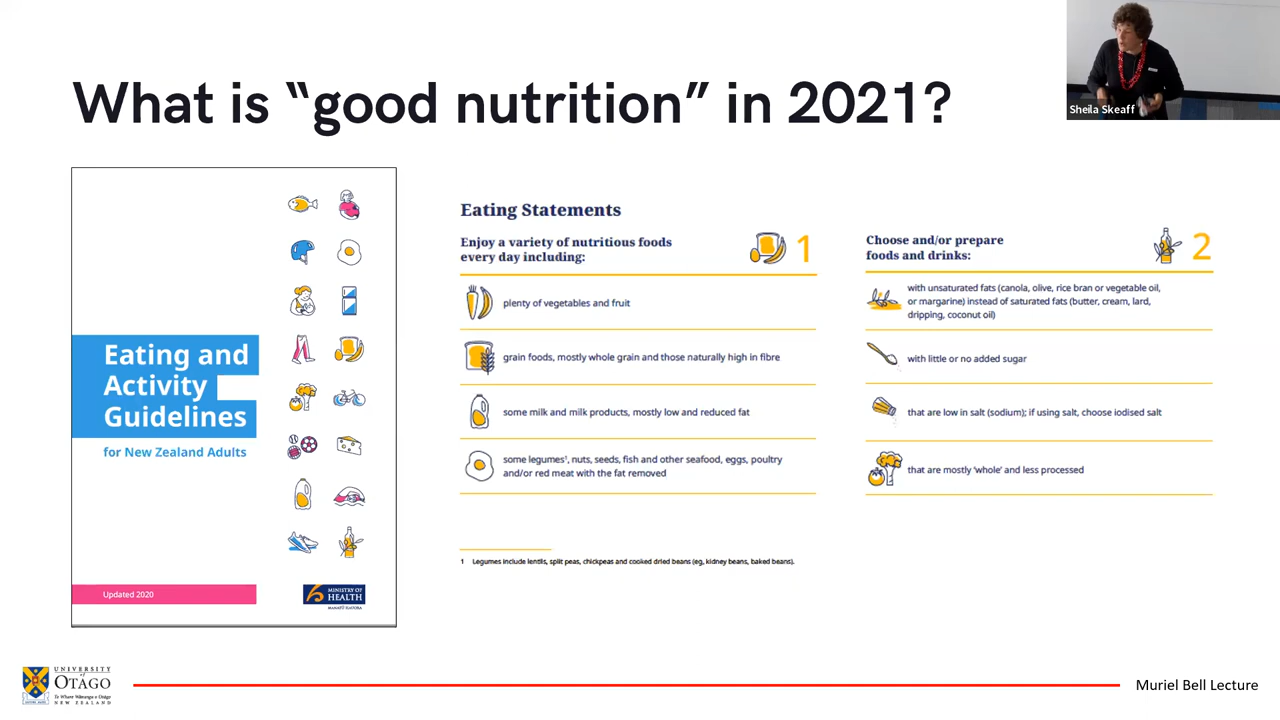 What is “good nutrition” in 2021?
Sheila Skeaff
Eating and
Activity
Guidelines
for New Zealand Adults
Updated 2020
MINISTRY OF
HEALTH
MANATŪ HAUORA
Eating Statements
Enjoy a variety of nutritious foods
every day including:
1
plenty of vegetables and fruit
grain foods, mostly whole grain and those naturally high in fibre
some milk and milk products, mostly low and reduced fat
some legumes¹, nuts, seeds, fish and other seafood, eggs, poultry
and/or red meat with the fat removed
1 Legumes include lentils, split peas, chickpeas and cooked dried beans (eg, kidney beans, baked beans).
Choose and/or prepare
foods and drinks:
2
with unsaturated fats (canola, olive, rice bran or vegetable oil,
or margarine) instead of saturated fats (butter, cream, lard,
dripping, coconut oil)
with little or no added sugar
that are low in salt (sodium); if using salt, choose iodised salt
that are mostly ‘whole’ and less processed
UNIVERSITY
of
OTAGO
Te Whare Wānanga o Otāgo
NEW ZEALAND
Muriel Bell Lecture